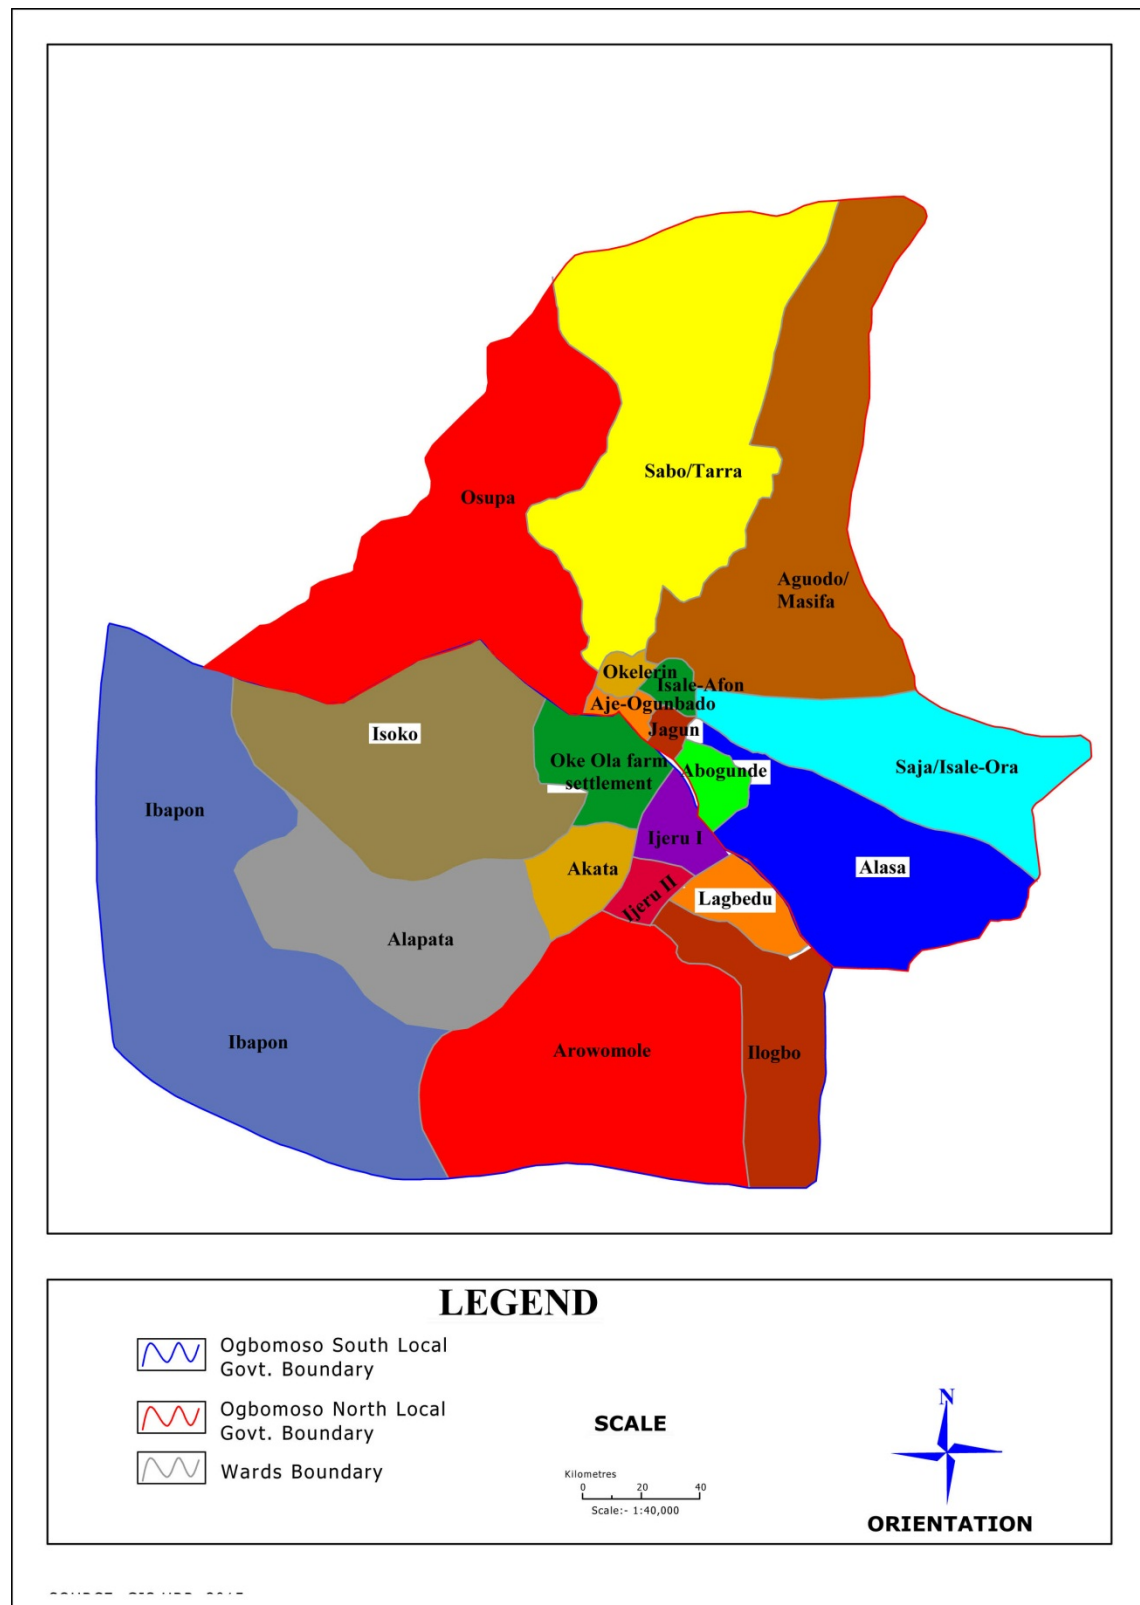 Sabo/Tarra
Osupa
Aguodo/
Masifa
Okelerin
Isale-Afon
Aje-Ogunbado
Jagun
Isoko
Oke Ola farm
settlement
Abogunde
Saja/Isale-Ora
Ibapon
Ijeru I
Akata
Alasa
Ijeru II
Lagbedu
Alapata
Ibapon
Arowomole
Ilogbo
LEGEND
Ogbomoso South Local
Govt. Boundary
Ogbomoso North Local
Govt. Boundary
Wards Boundary
SCALE
Kilometres
0 20 40
Scale:- 1:40,000
N
ORIENTATION